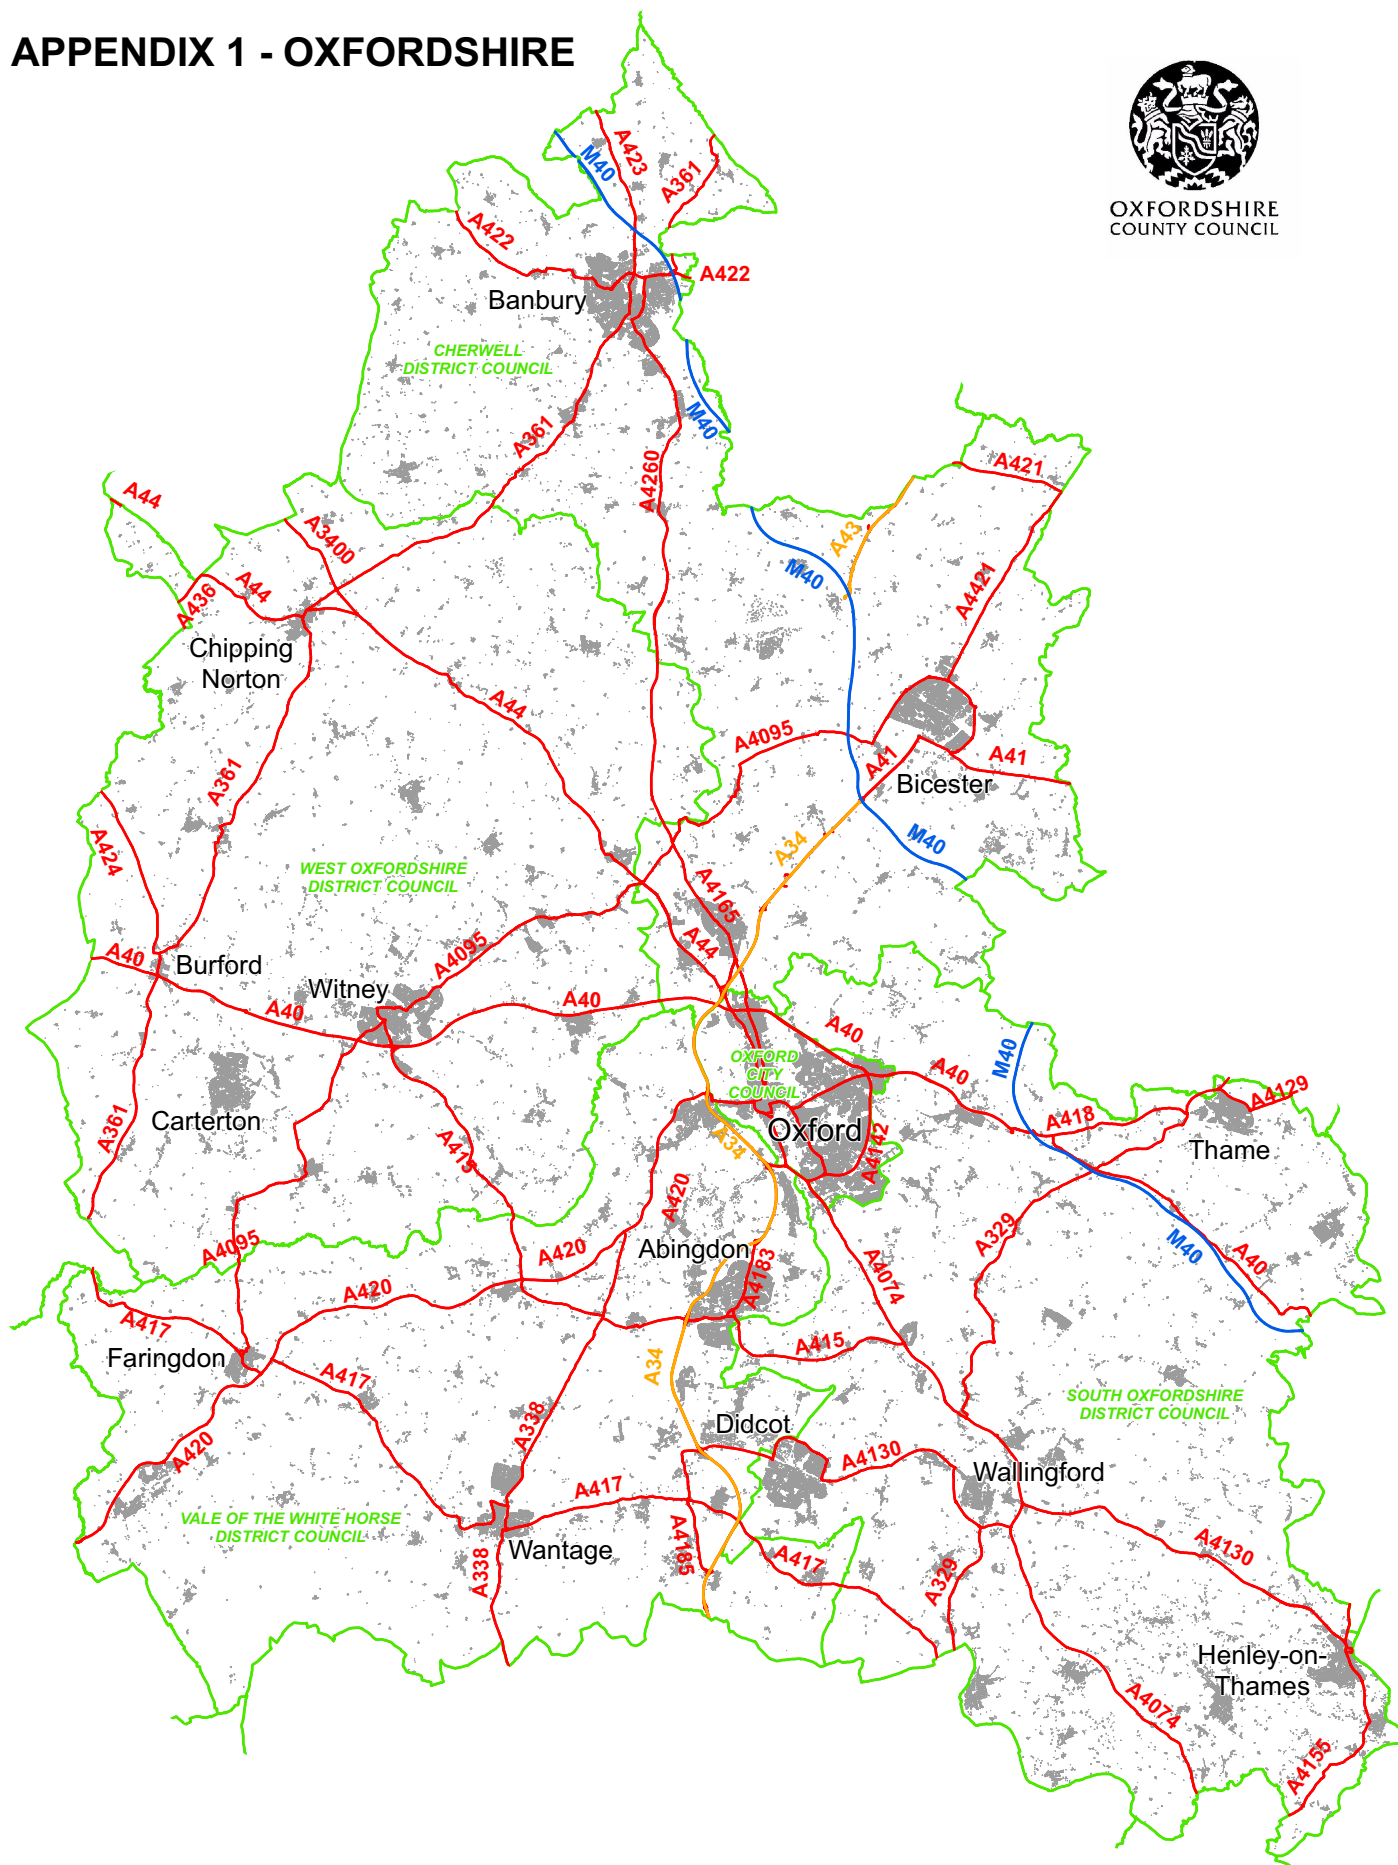 APPENDIX 1 - OXFORDSHIRE
OXFORDSHIRE
COUNTY COUNCIL
A423
M40
A361
A422
A422
Banbury
CHERWELL
DISTRICT COUNCIL
M40
A361
A4260
A421
A44
A3400
A43
M40
A44
A436
A4421
Chipping
Norton
A44
A4095
A41
A41
Bicester
A361
A424
M40
A34
WEST OXFORDSHIRE
DISTRICT COUNCIL
A4165
A44
A40
Burford
A4095
Witney
A40
A40
A40
M40
OXFORD
CITY
COUNCIL
A40
A4129
A418
Carterton
A361
Oxford
A34
A4142
A415
Thame
A420
A329
A4095
A420
Abingdon
A4183
A4074
M40
A40
A420
A417
Faringdon
A415
A34
A417
SOUTH OXFORDSHIRE
DISTRICT COUNCIL
Didcot
A338
A420
A4130
Wallingford
A417
VALE OF THE WHITE HORSE
DISTRICT COUNCIL
A4185
Wantage
A4130
A417
A338
A329
Henley-on-
Thames
A4074
A4155